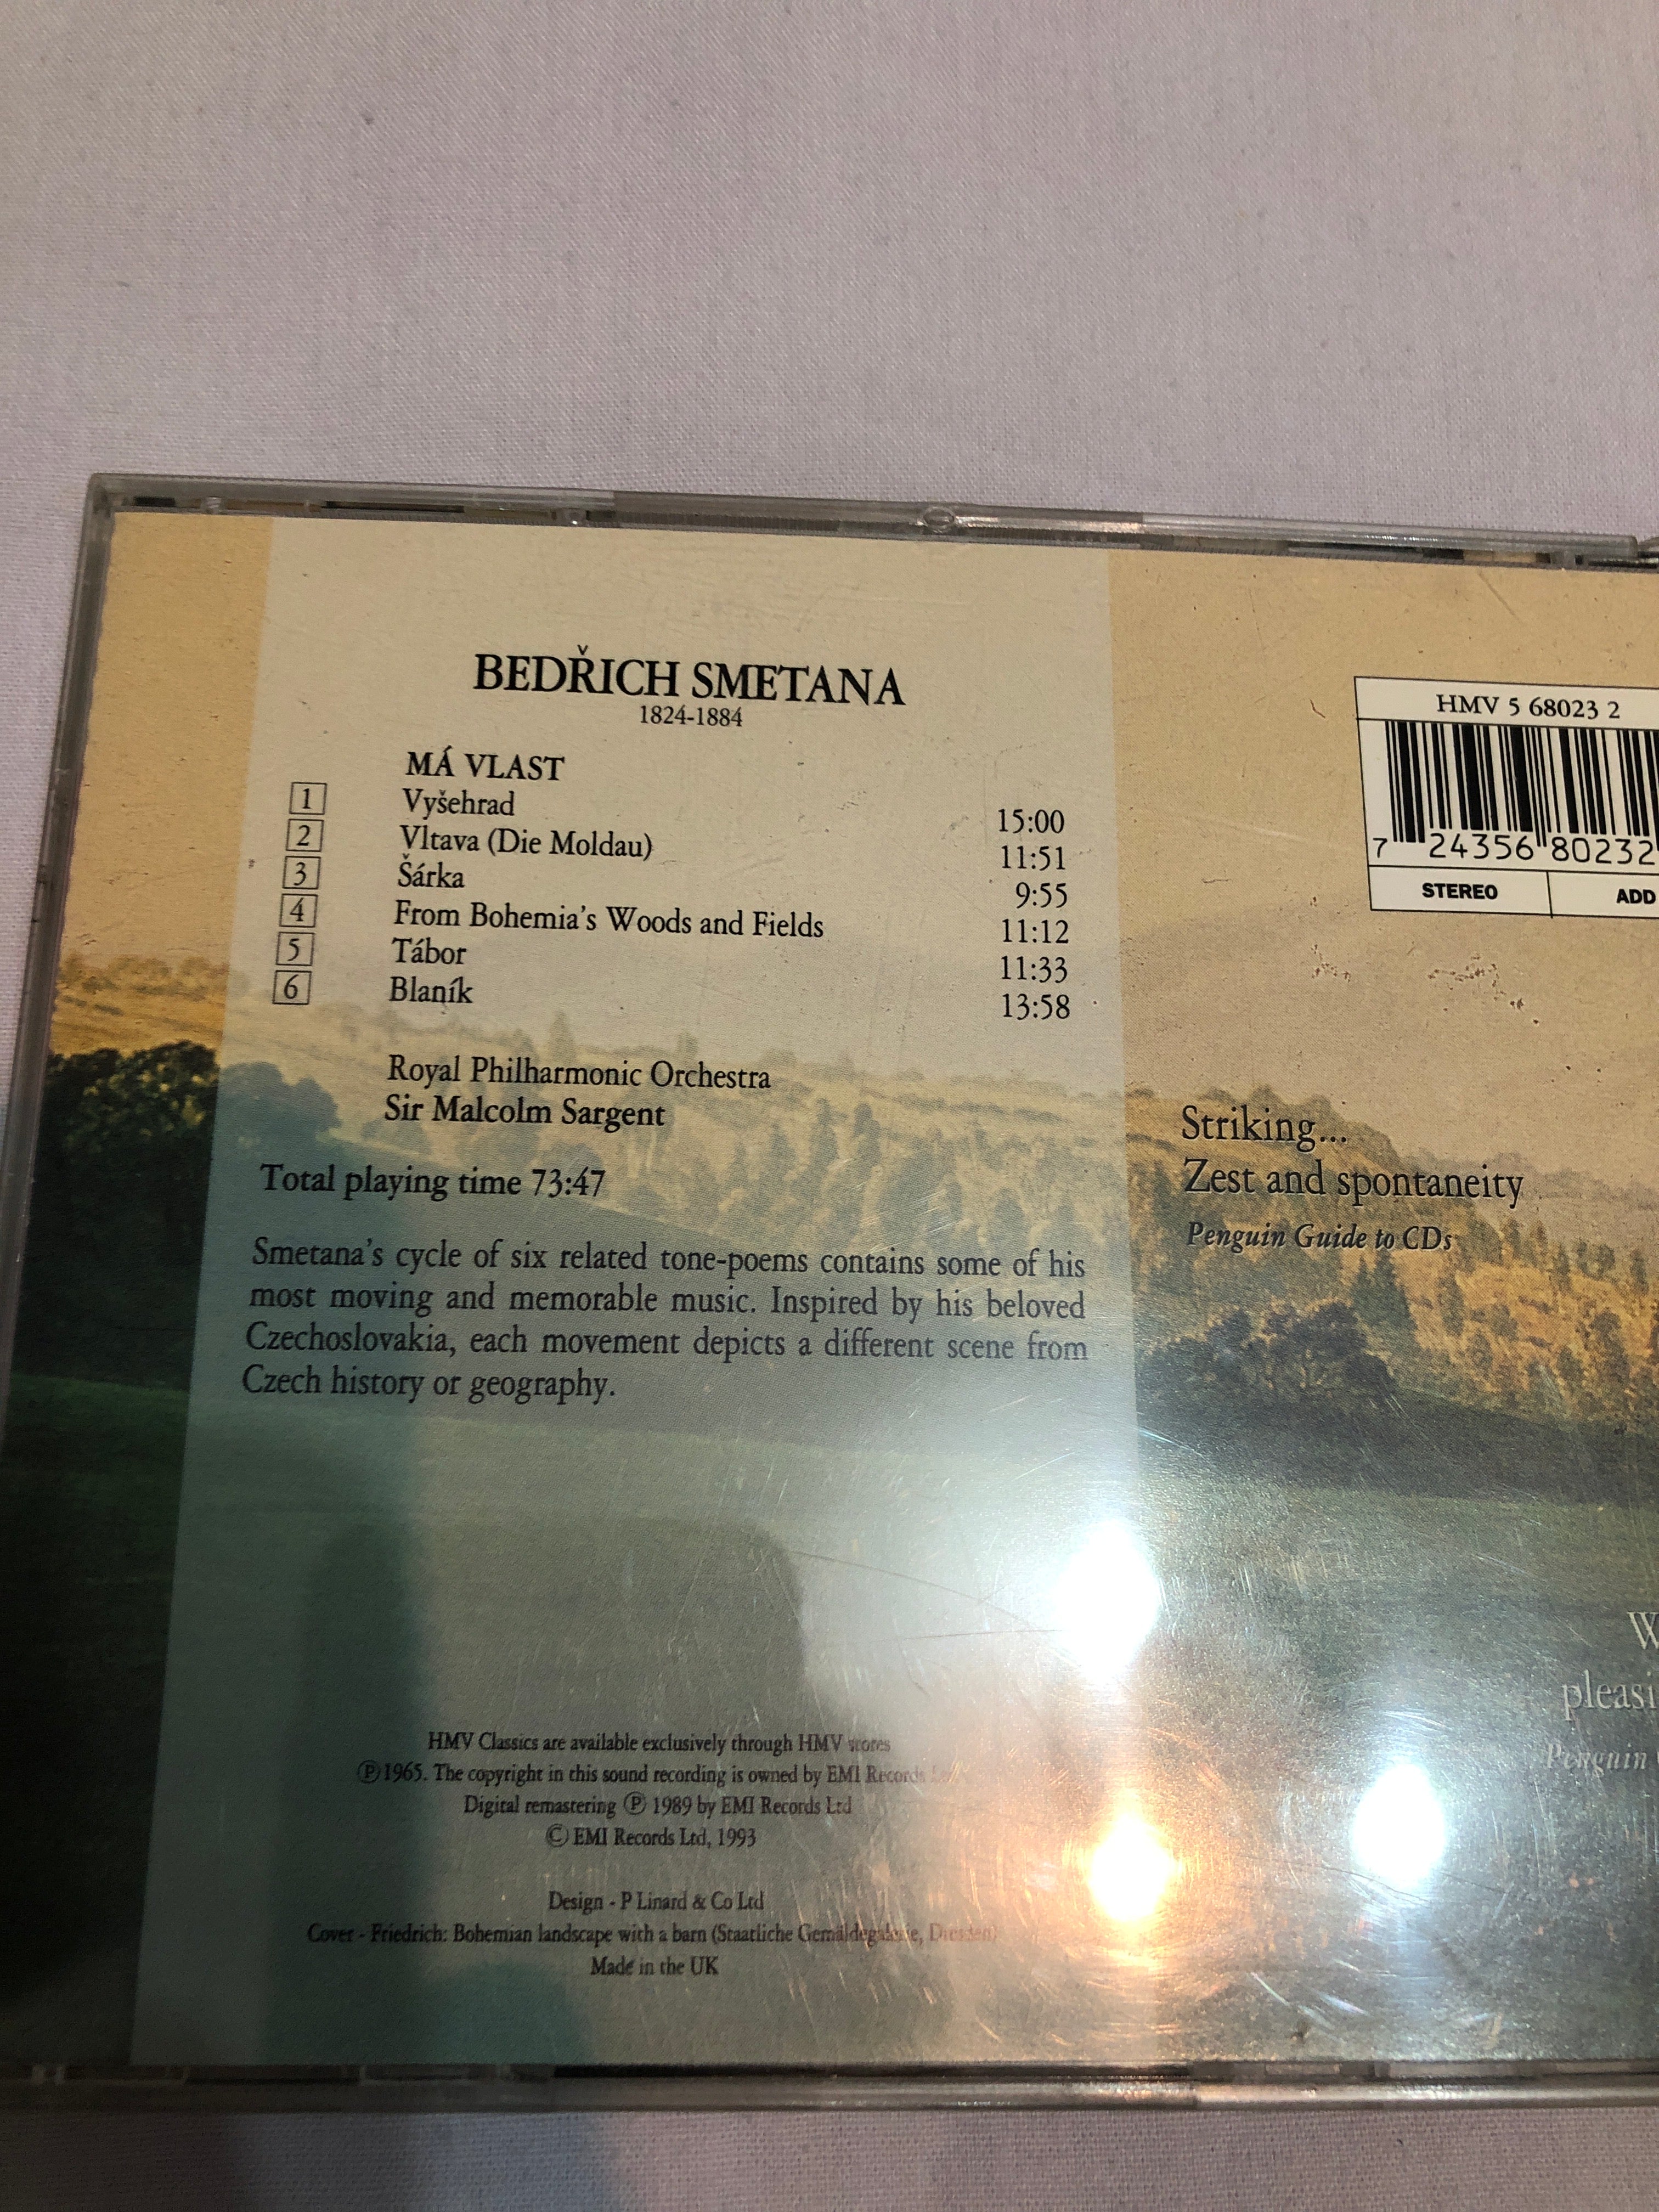 BEDŘICH SMETANA
1824-1884
MÁ VLAST
1 Vyšehrad 15:00
2 Vltava (Die Moldau) 11:51
3 Šárka 9:55
4 From Bohemia's Woods and Fields 11:12
5 Tábor 11:33
6 Blaník 13:58
Royal Philharmonic Orchestra
Sir Malcolm Sargent
Total playing time 73:47
Smetana's cycle of six related tone-poems contains some of his
most moving and memorable music. Inspired by his beloved
Czechoslovakia, each movement depicts a different scene from
Czech history or geography.
HMV Classics are available exclusively through HMV stores
Ⓟ 1965. The copyright in this sound recording is owned by EMI Records
Digital remastering Ⓟ 1989 by EMI Records Ltd
© EMI Records Ltd, 1993
Design - P Linard & Co Ltd
Cover - Friedrich: Bohemian landscape with a barn (Staatliche Gemäldegalerie, Dresden)
Made in the UK
HMV 5 68023 2
7 24356 80232
STEREO ADD
Striking...
Zest and spontaneity
Penguin Guide to CDs
Penguin